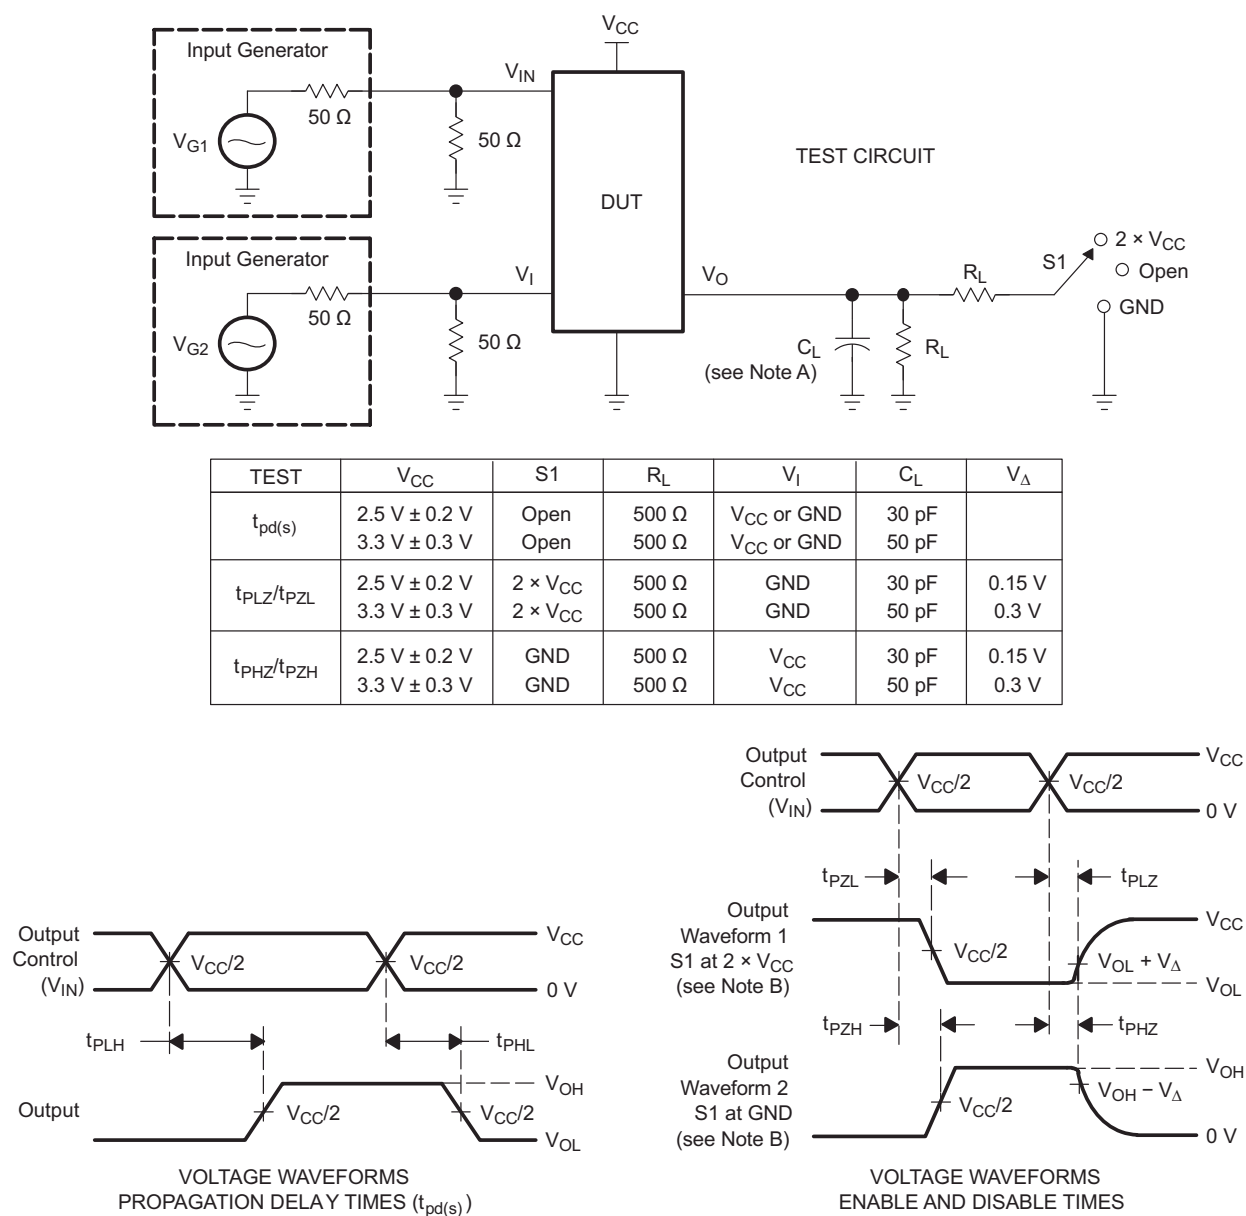 V_CC
Input Generator
V_IN
50 Ω
50 Ω
V_G1
TEST CIRCUIT
DUT
Input Generator
V_I
V_O
50 Ω
50 Ω
V_G2
R_L
S1
2 × V_CC
Open
GND
C_L
(see Note A)
R_L
TEST V_CC S1 R_L V_I C_L V_Δ
t_pd(s) 2.5 V ± 0.2 V Open 500 Ω V_CC or GND 30 pF
3.3 V ± 0.3 V Open 500 Ω V_CC or GND 50 pF
t_PLZ/t_PZL 2.5 V ± 0.2 V 2 × V_CC 500 Ω GND 30 pF 0.15 V
3.3 V ± 0.3 V 2 × V_CC 500 Ω GND 50 pF 0.3 V
t_PHZ/t_PZH 2.5 V ± 0.2 V GND 500 Ω V_CC 30 pF 0.15 V
3.3 V ± 0.3 V GND 500 Ω V_CC 50 pF 0.3 V
Output
Control
(V_IN)
V_CC/2
V_CC/2
V_CC
0 V
t_PLH
t_PHL
Output
V_CC/2
V_CC/2
V_OH
V_OL
VOLTAGE WAVEFORMS
PROPAGATION DELAY TIMES (t_pd(s))
Output
Control
(V_IN)
V_CC/2
V_CC/2
V_CC
0 V
t_PZL
t_PLZ
Output
Waveform 1
S1 at 2 × V_CC
(see Note B)
V_CC/2
V_CC
V_OL + V_Δ
V_OL
t_PZH
t_PHZ
Output
Waveform 2
S1 at GND
(see Note B)
V_CC/2
V_OH
V_OH − V_Δ
0 V
VOLTAGE WAVEFORMS
ENABLE AND DISABLE TIMES